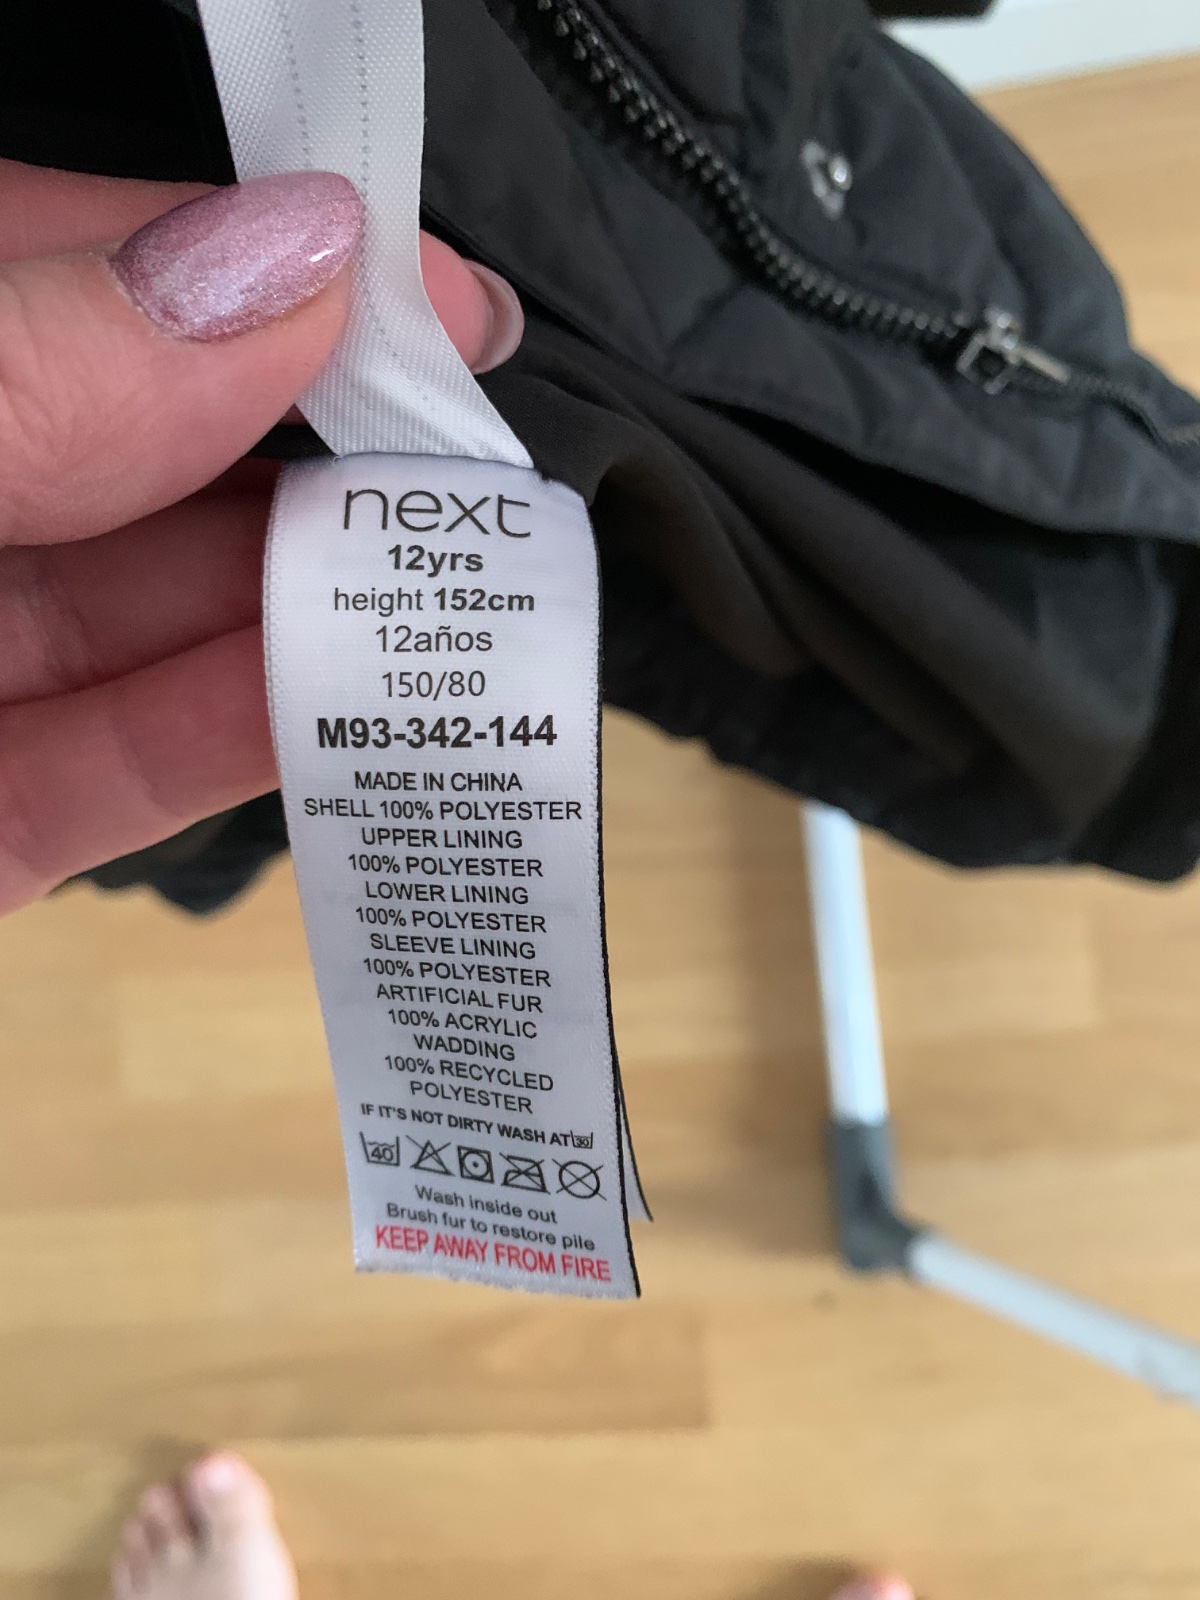 next
12yrs
height 152cm
12años
150/80
M93-342-144
MADE IN CHINA
SHELL 100% POLYESTER
UPPER LINING
100% POLYESTER
LOWER LINING
100% POLYESTER
SLEEVE LINING
100% POLYESTER
ARTIFICIAL FUR
100% ACRYLIC
WADDING
100% RECYCLED
POLYESTER
IF IT'S NOT DIRTY WASH AT 30
40
Wash inside out
Brush fur to restore pile
KEEP AWAY FROM FIRE